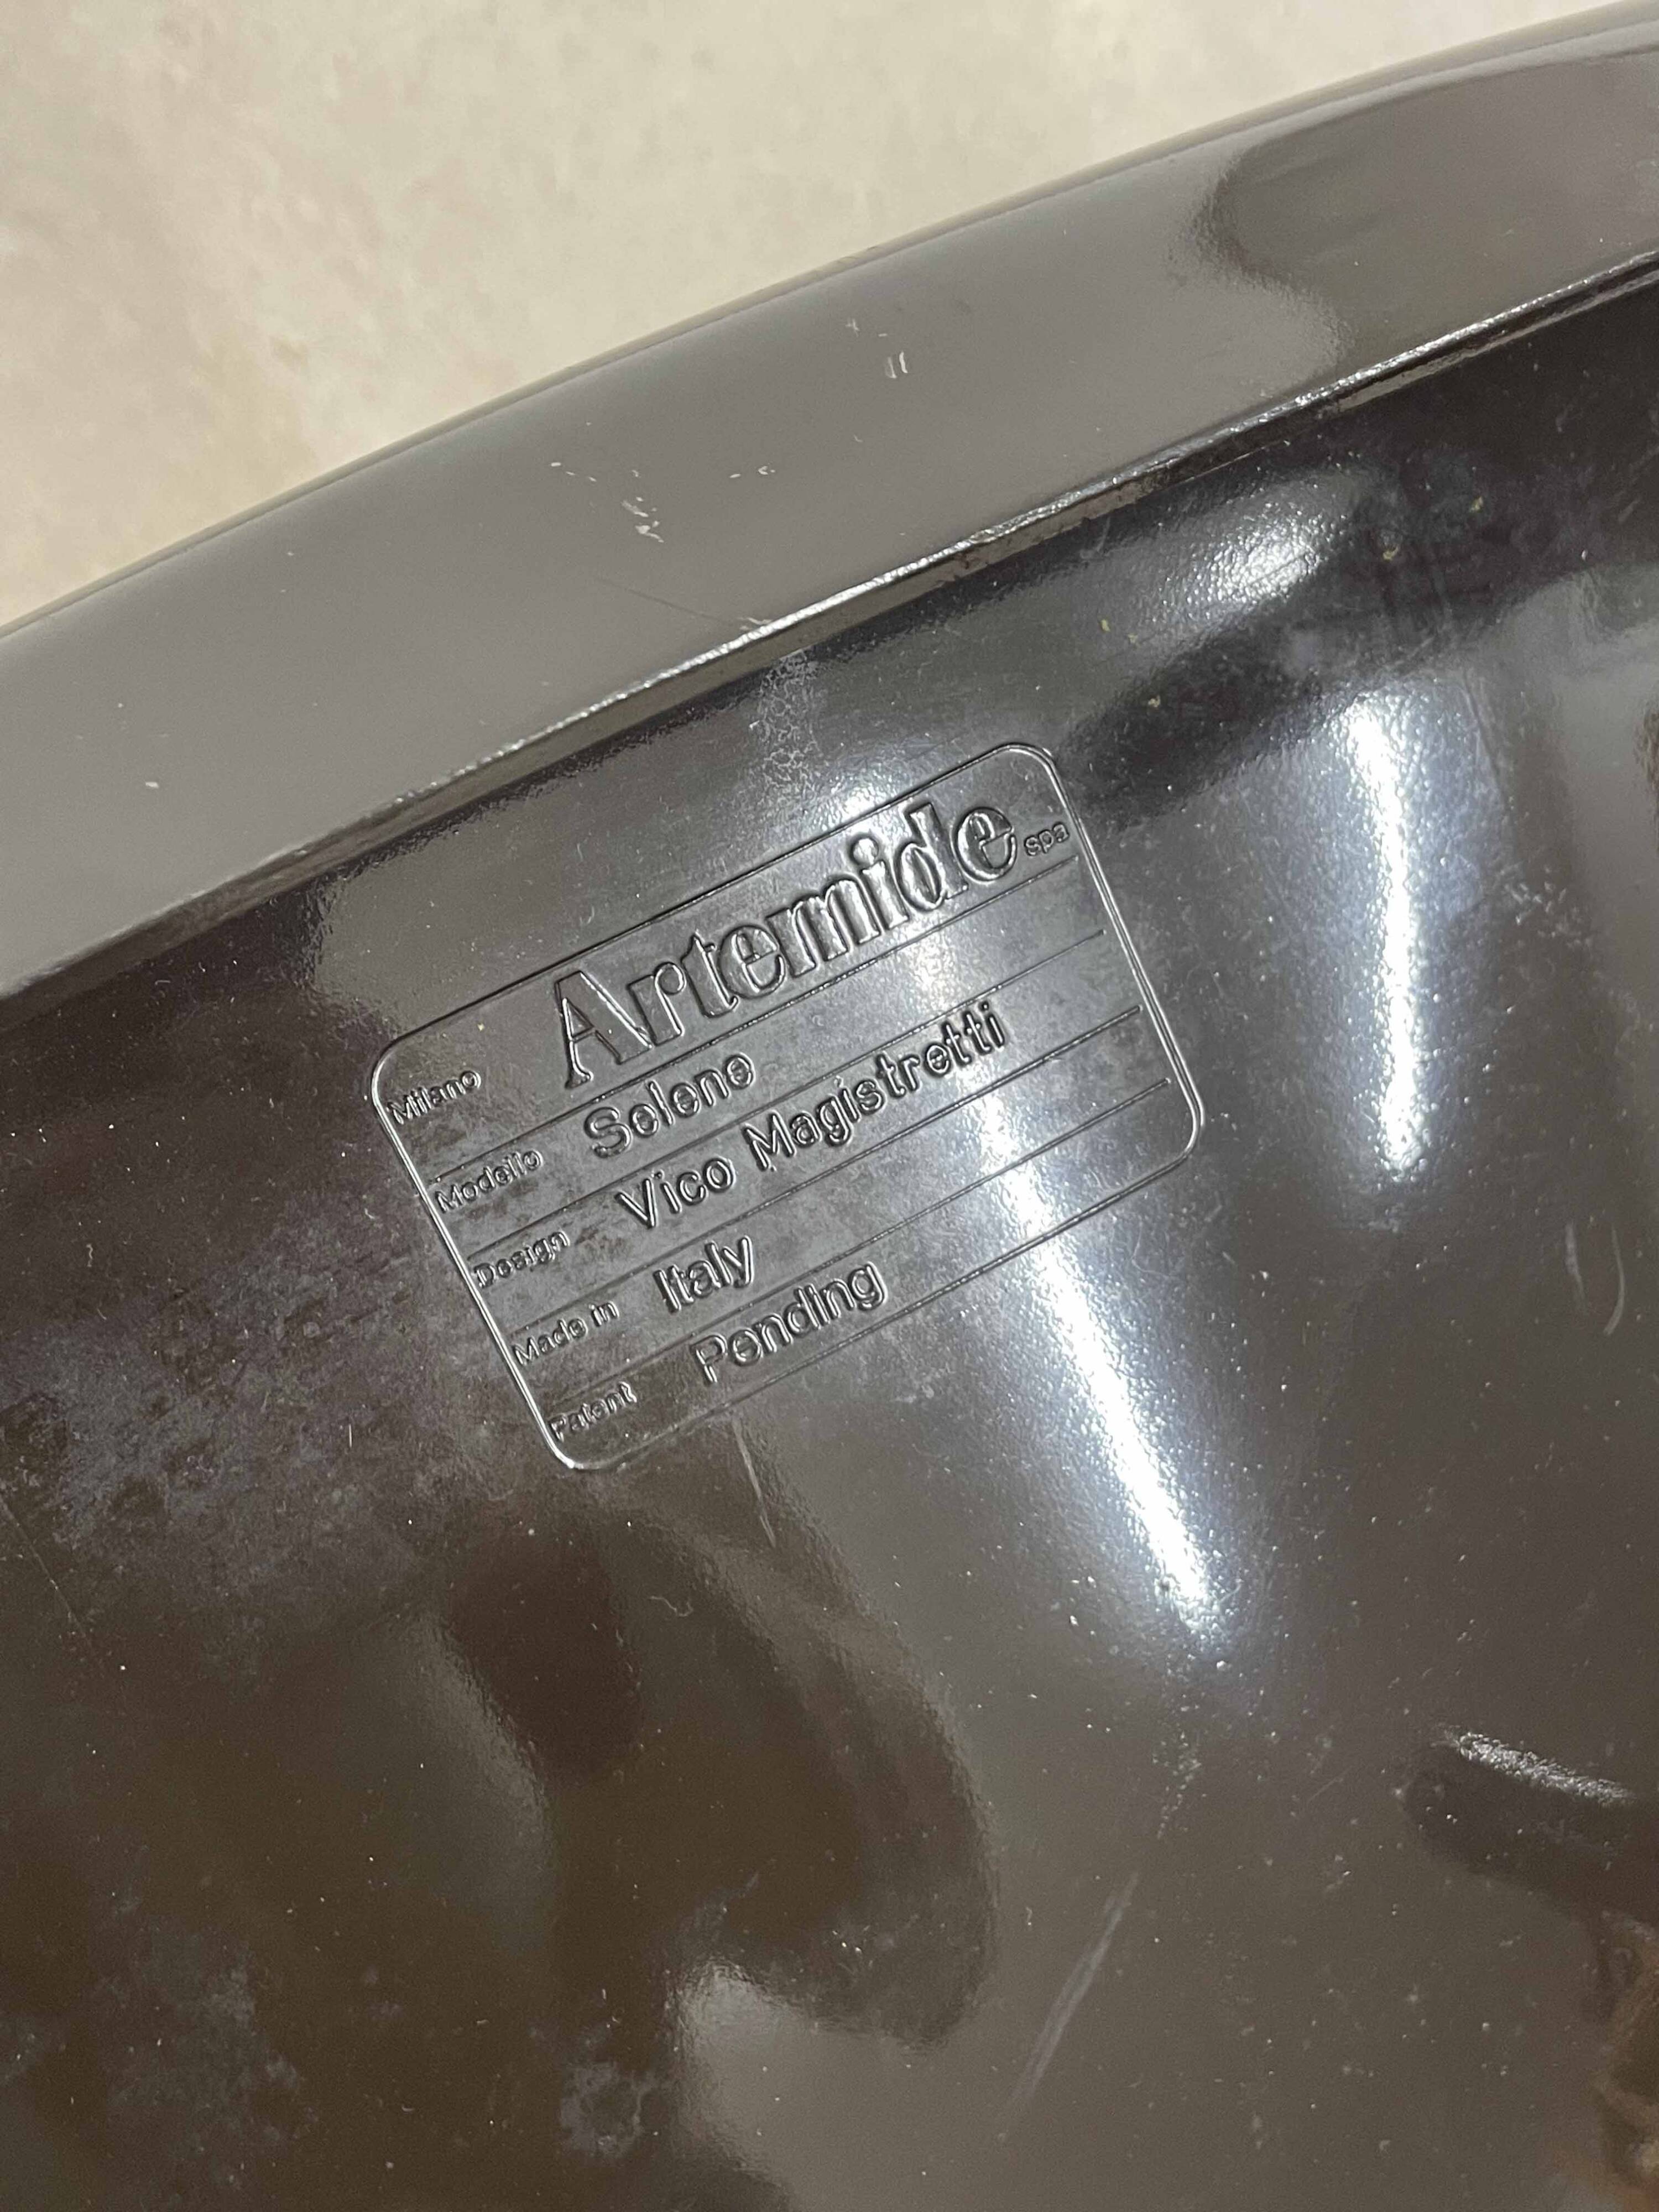 Milano Artemide spa
Modello Selene
Design Vico Magistretti
Made in Italy
Patent Pending